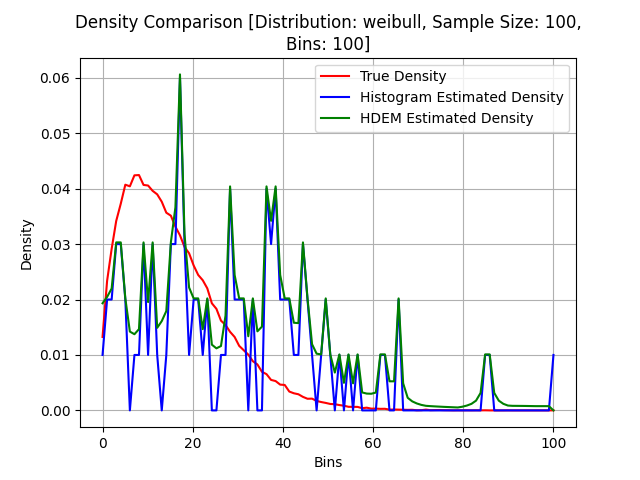 Density Comparison [Distribution: weibull, Sample Size: 100,
Bins: 100]
True Density
Histogram Estimated Density
HDEM Estimated Density
Density
0.06
0.05
0.04
0.03
0.02
0.01
0.00
0 20 40 60 80 100
Bins